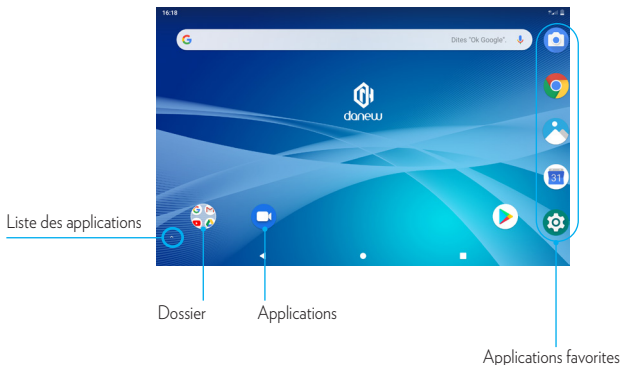 16:18
G
Dites "Ok Google".
danew
31
Liste des applications
Dossier
Applications
Applications favorites